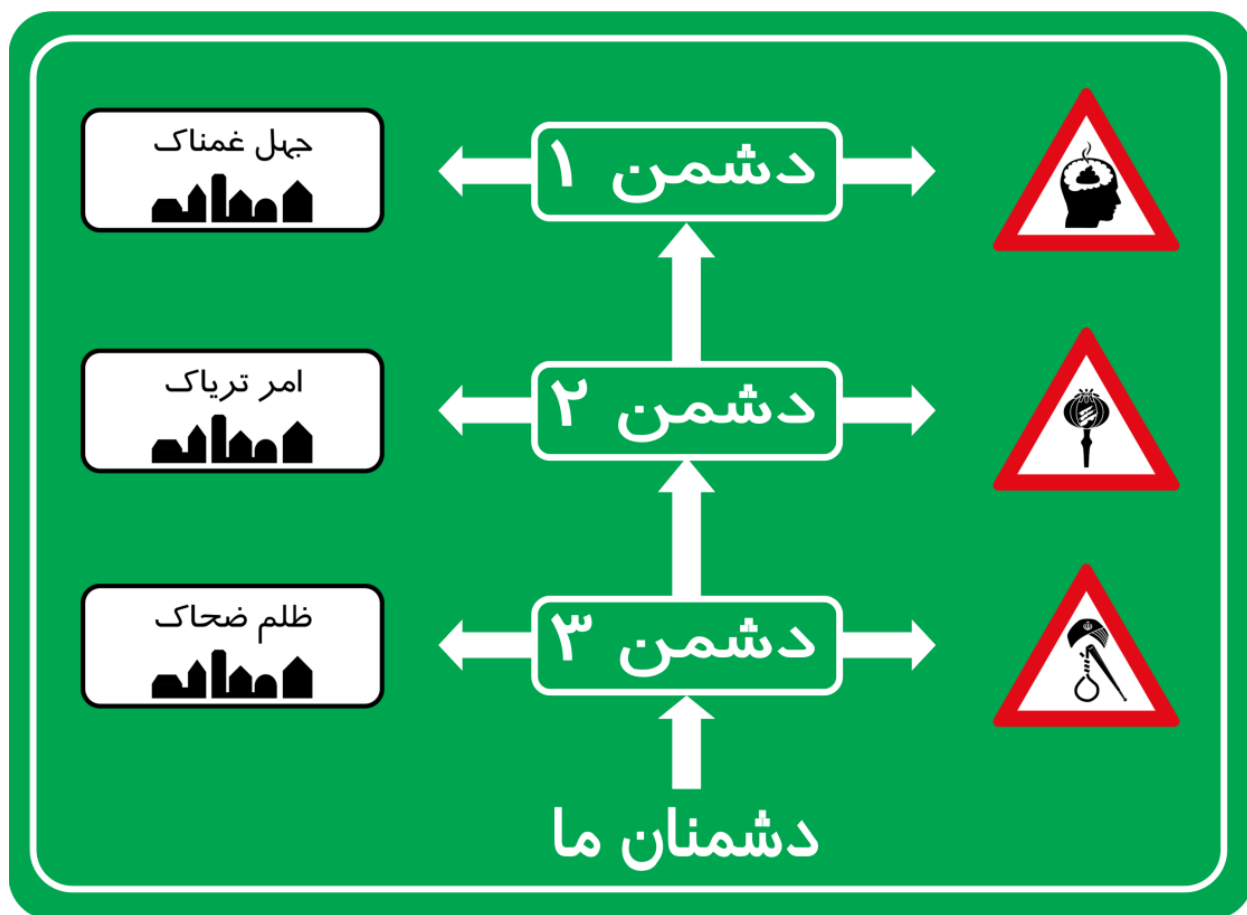 دشمن ۱
جهل غمناک
دشمن ۲
امر تریاک
دشمن ۳
ظلم ضحاک
دشمنان ما